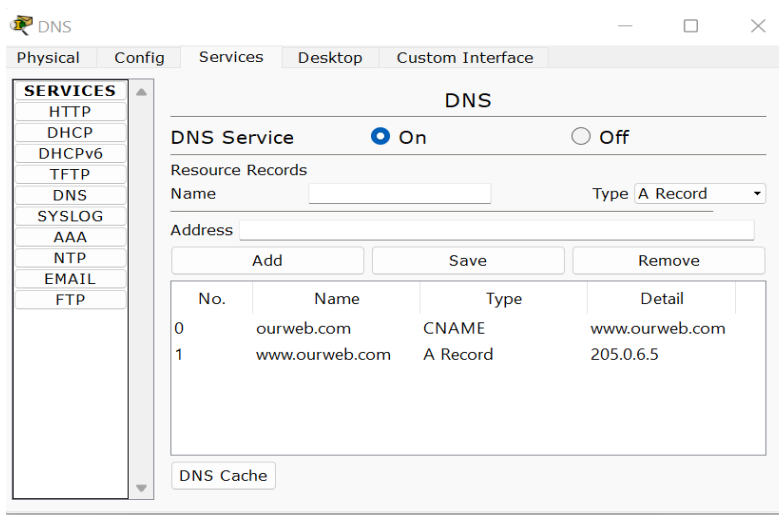 DNS
Physical Config Services Desktop Custom Interface
SERVICES
HTTP
DHCP
DHCPv6
TFTP
DNS
SYSLOG
AAA
NTP
EMAIL
FTP
DNS
DNS Service On Off
Resource Records
Name Type A Record
Address
Add Save Remove
No. Name Type Detail
0 ourweb.com CNAME www.ourweb.com
1 www.ourweb.com A Record 205.0.6.5
DNS Cache